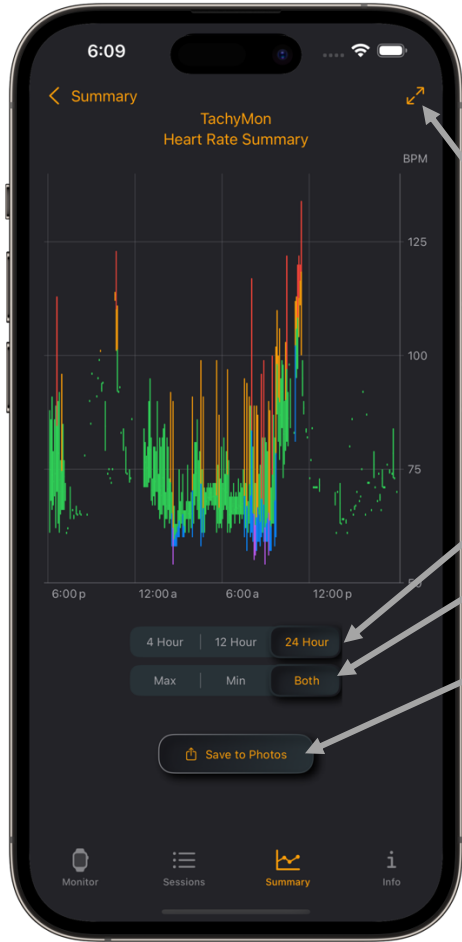 6:09
Summary
TachyMon
Heart Rate Summary
BPM
125
100
75
50
6:00 p 12:00 a 6:00 a 12:00 p
4 Hour 12 Hour 24 Hour
Max Min Both
Save to Photos
Monitor Sessions Summary Info